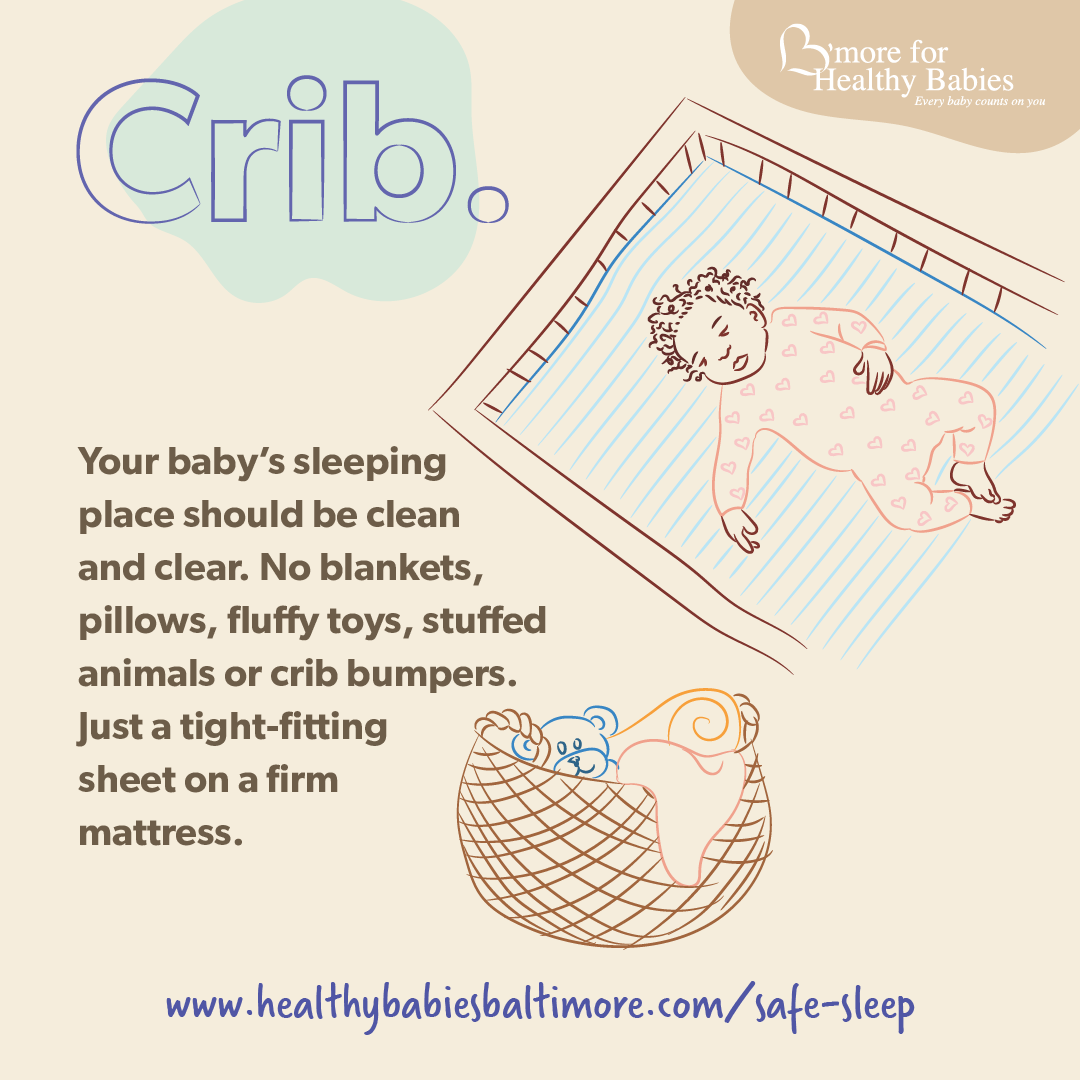 B'more for
Healthy Babies
Every baby counts on you
Crib.
Your baby's sleeping
place should be clean
and clear. No blankets,
pillows, fluffy toys, stuffed
animals or crib bumpers.
Just a tight-fitting
sheet on a firm
mattress.
www.healthybabiesbaltimore.com/safe-sleep